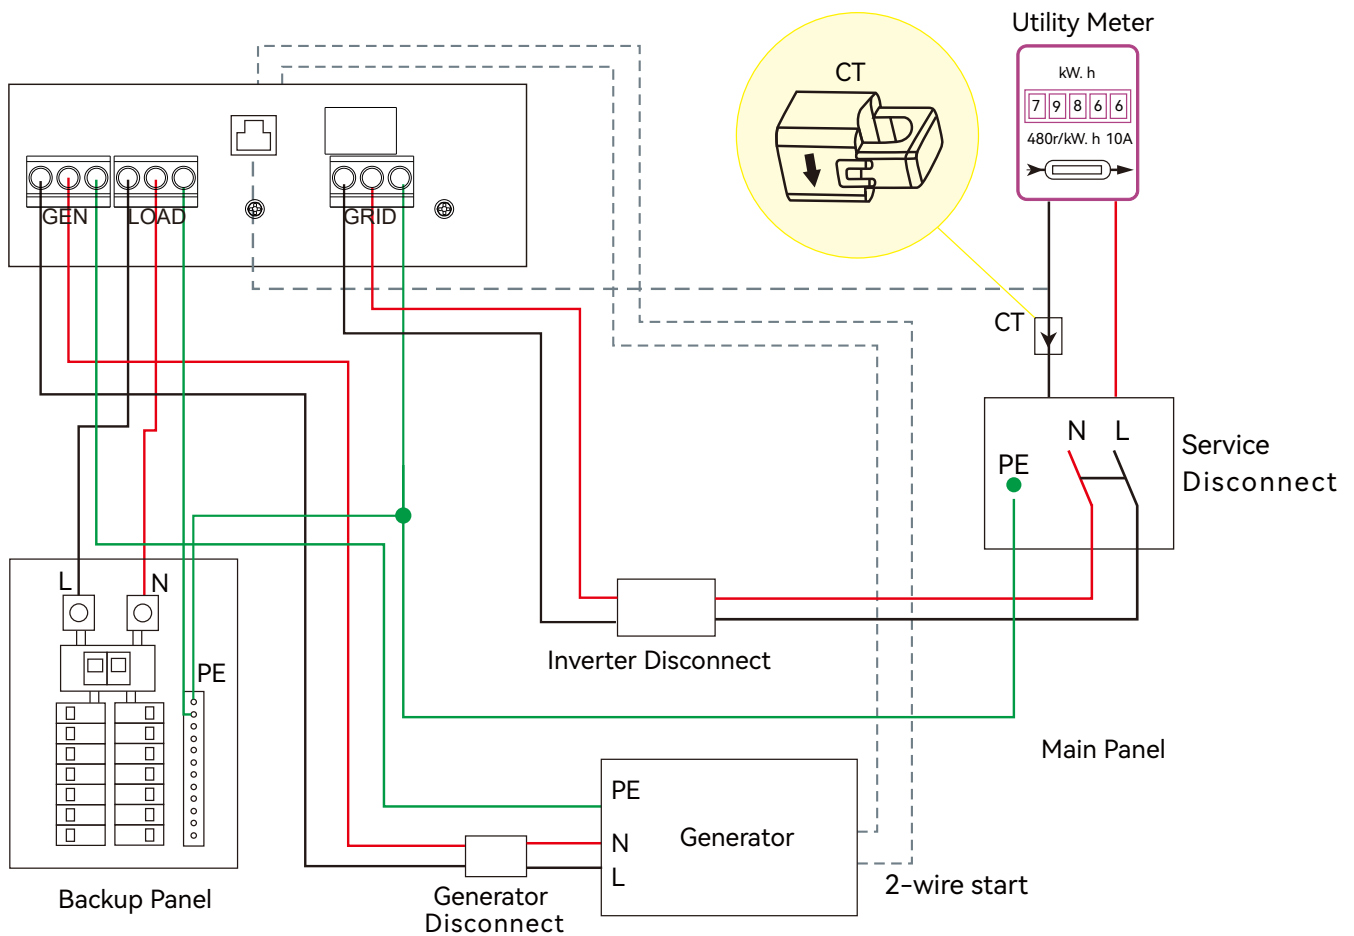 Utility Meter
CT
kW. h
7 9 8 6 6
480r/kW. h 10A
GEN
LOAD
GRID
CT
N L
PE
Service
Disconnect
L
N
PE
Inverter Disconnect
Main Panel
PE
N
L
Generator
2-wire start
Backup Panel
Generator
Disconnect